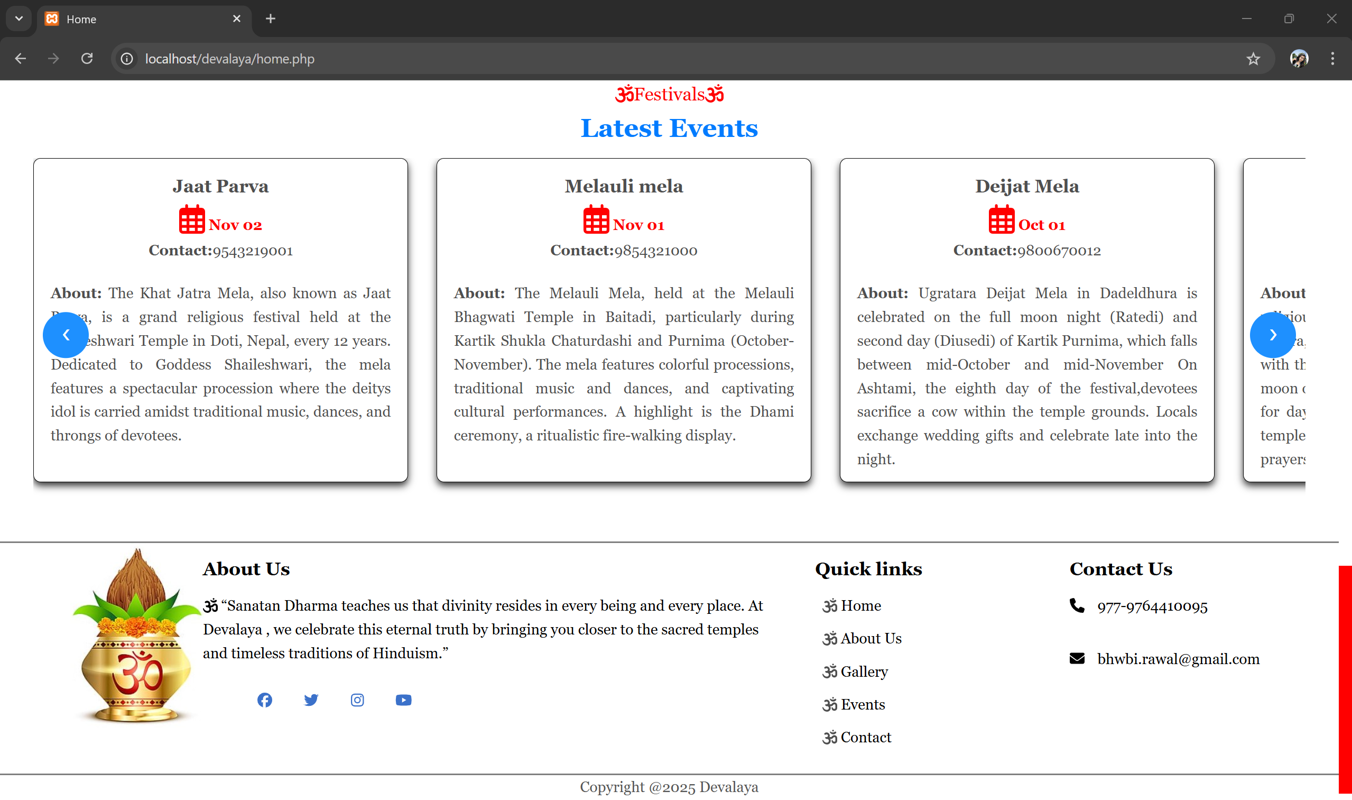 Home
localhost/devalaya/home.php
ॐFestivalsॐ
Latest Events
Jaat Parva
Nov 02
Contact:9543219001
About: The Khat Jatra Mela, also known as Jaat
is a grand religious festival held at the
Temple in Doti, Nepal, every 12 years.
Dedicated to Goddess Shaileshwari, the mela
features a spectacular procession where the deitys
idol is carried amidst traditional music, dances, and
throngs of devotees.
Melauli mela
Nov 01
Contact:9854321000
About: The Melauli Mela, held at the Melauli
Bhagwati Temple in Baitadi, particularly during
Kartik Shukla Chaturdashi and Purnima (October-
November). The mela features colorful processions,
traditional music and dances, and captivating
cultural performances. A highlight is the Dhami
ceremony, a ritualistic fire-walking display.
Deijat Mela
Oct 01
Contact:9800670012
About: Ugratara Deijat Mela in Dadeldhura is
celebrated on the full moon night (Ratedi) and
second day (Diusedi) of Kartik Purnima, which falls
between mid-October and mid-November On
Ashtami, the eighth day of the festival,devotees
sacrifice a cow within the temple grounds. Locals
exchange wedding gifts and celebrate late into the
night.
About
with th
moon
for day
temple
prayers
About Us
ॐ “Sanatan Dharma teaches us that divinity resides in every being and every place. At
Devalaya , we celebrate this eternal truth by bringing you closer to the sacred temples
and timeless traditions of Hinduism.”
ॐ
Quick links
ॐ Home
ॐ About Us
ॐ Gallery
ॐ Events
ॐ Contact
Contact Us
977-9764410095
bhwbi.rawal@gmail.com
Copyright @2025 Devalaya